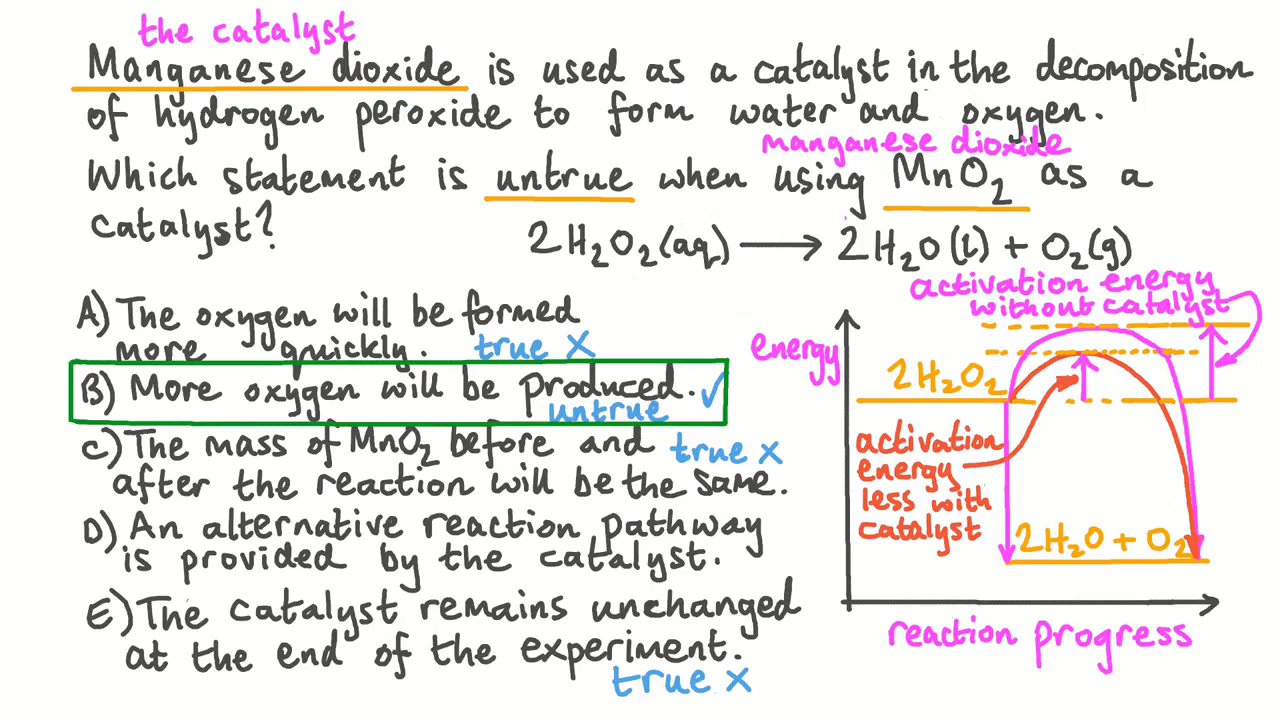 the catalyst
Manganese dioxide is used as a catalyst in the decomposition
of hydrogen peroxide to form water and oxygen.
manganese dioxide
Which statement is untrue when using MnO₂ as a
catalyst?
2H₂O₂(aq) → 2H₂O(l) + O₂(g)
A) The oxygen will be formed
more quickly. true X
B) More oxygen will be produced. ✓
untrue
C) The mass of MnO₂ before and true x
after the reaction will be the same.
D) An alternative reaction pathway
is provided by the catalyst.
E) The catalyst remains unchanged
at the end of the experiment.
true x
activation energy
without catalyst
energy
2H₂O₂
activation
energy
less with
catalyst
2H₂O + O₂
reaction progress